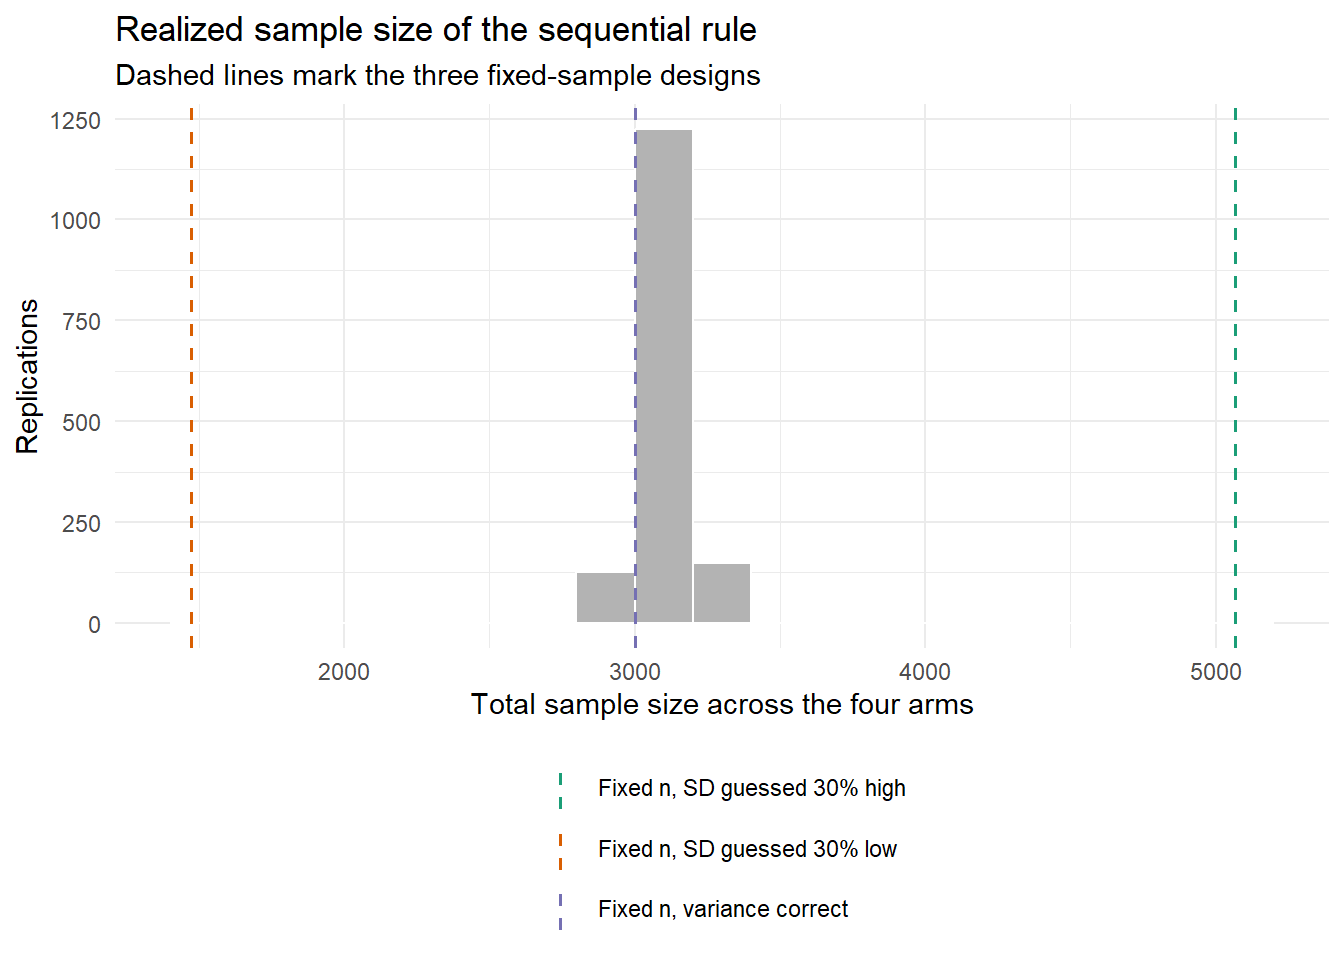 Realized sample size of the sequential rule
Dashed lines mark the three fixed-sample designs
Replications
1250
1000
750
500
250
0
2000 3000 4000 5000
Total sample size across the four arms
Fixed n, SD guessed 30% high
Fixed n, SD guessed 30% low
Fixed n, variance correct